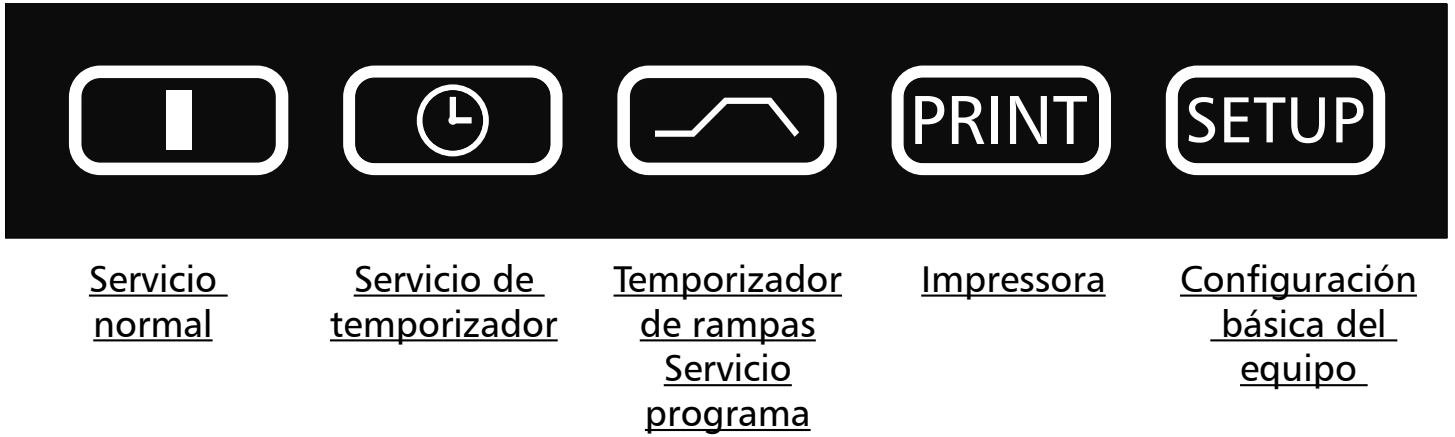 PRINT
SETUP
Servicio
normal
Servicio de
temporizador
Temporizador
de rampas
Servicio
programa
Impressora
Configuración
básica del
equipo